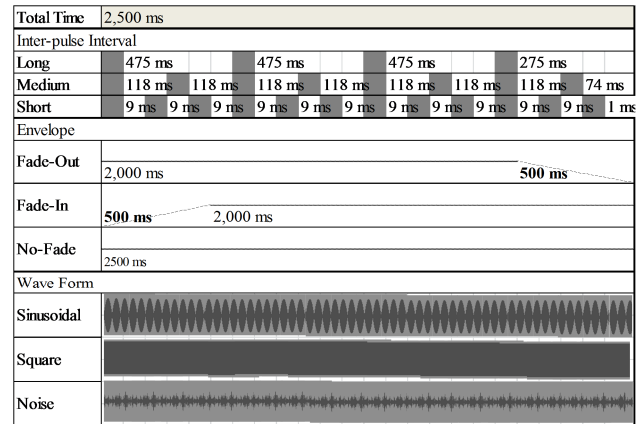 Total Time 2,500 ms
Inter-pulse Interval
Long 475 ms 475 ms 475 ms 275 ms
Medium 118 ms 118 ms 118 ms 118 ms 118 ms 118 ms 118 ms 74 ms
Short 9 ms 9 ms 9 ms 9 ms 9 ms 9 ms 9 ms 9 ms 9 ms 9 ms 9 ms 1 ms
Envelope
Fade-Out 2,000 ms 500 ms
Fade-In 500 ms 2,000 ms
No-Fade 2500 ms
Wave Form
Sinusoidal
Square
Noise